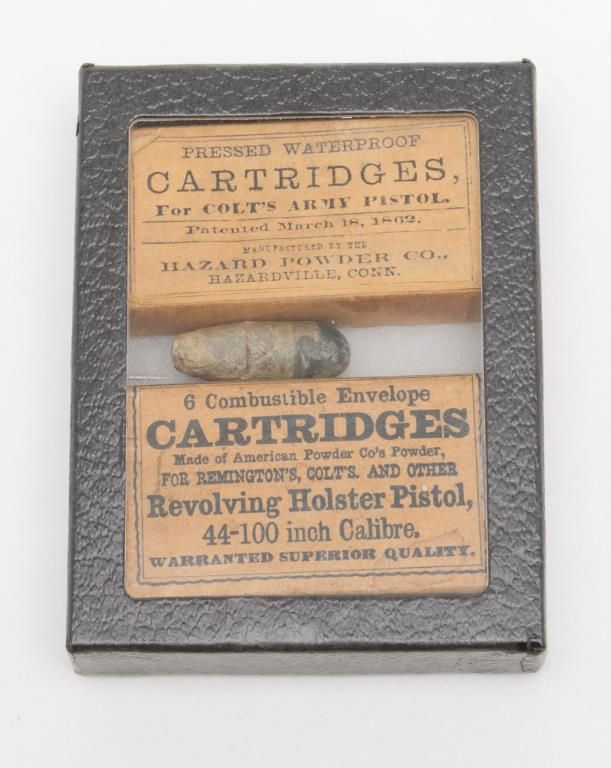 PRESSED WATERPROOF
CARTRIDGES,
For COLT'S ARMY PISTOL.
Patented March 18, 1862.
MANUFACTURED BY THE
HAZARD POWDER CO.,
HAZARDVILLE, CONN.
6 Combustible Envelope
CARTRIDGES
Made of American Powder Co's Powder,
FOR REMINGTON'S, COLT'S. AND OTHER
Revolving Holster Pistol,
44-100 inch Calibre.
WARRANTED SUPERIOR QUALITY.